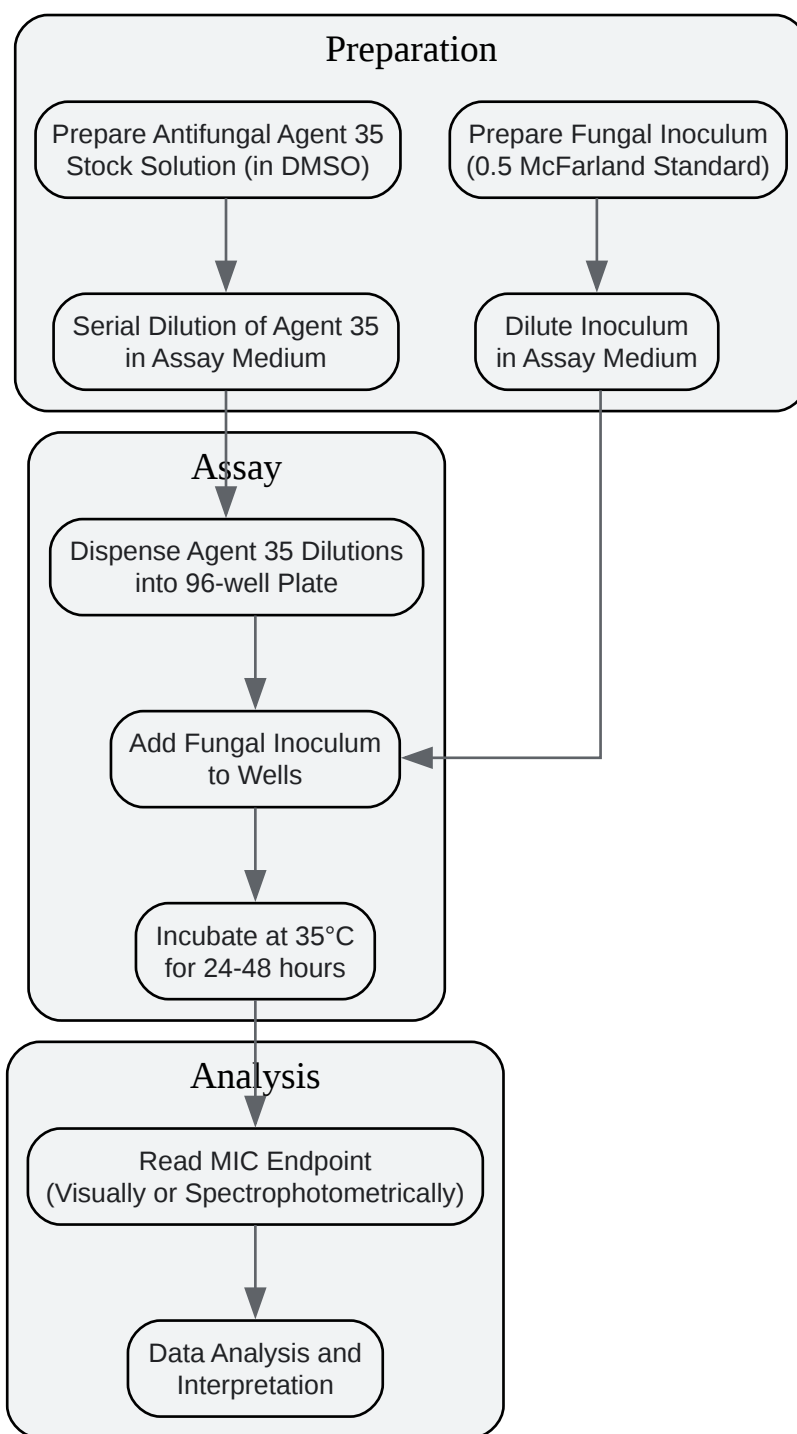 Preparation
Prepare Antifungal Agent 35
Stock Solution (in DMSO)
Prepare Fungal Inoculum
(0.5 McFarland Standard)
Serial Dilution of Agent 35
in Assay Medium
Dilute Inoculum
in Assay Medium
Assay
Dispense Agent 35 Dilutions
into 96-well Plate
Add Fungal Inoculum
to Wells
Incubate at 35°C
for 24-48 hours
Analysis
Read MIC Endpoint
(Visually or Spectrophotometrically)
Data Analysis and
Interpretation